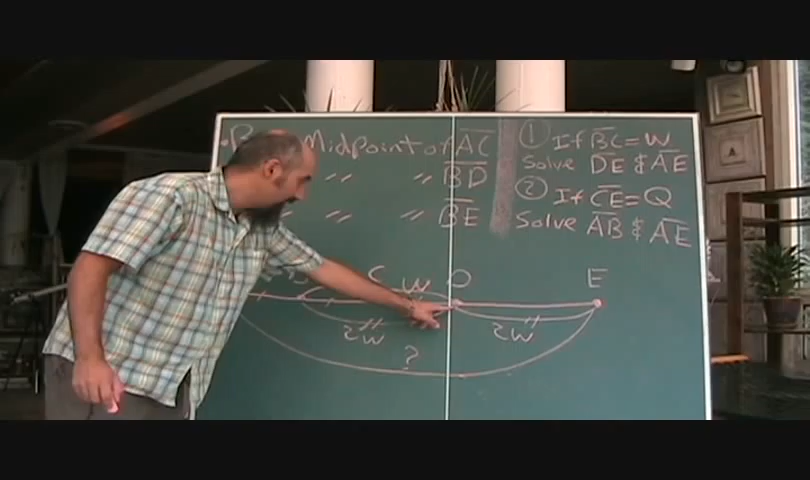 • B Midpoint of AC
" " BD
" " BE
① If BC = W
Solve DE & AE
② If CE = Q
Solve AB & AE
C W D E
2W 2W
?